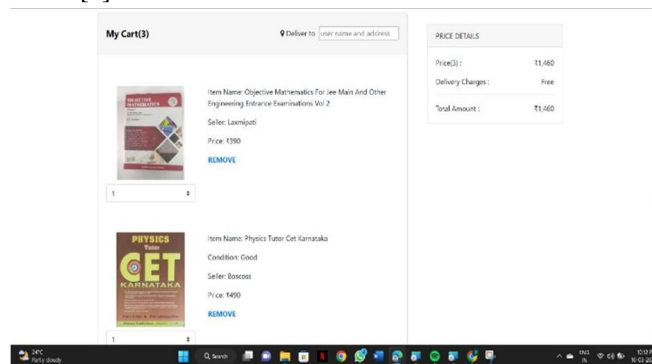 My Cart(3)
Deliver to user name and address
Item Name: Objective Mathematics For Jee Main And Other
Engineering Entrance Examinations Vol 2
Seller: Laxmipati
Price: ₹390
REMOVE
1
PHYSICS
Tutor
CET
KARNATAKA
Item Name: Physics Tutor Cet Karnataka
Condition: Good
Seller: Boscoss
Price: ₹490
REMOVE
1
PRICE DETAILS
Price(3) : ₹1,460
Delivery Charges : Free
Total Amount : ₹1,460
24°C
Partly cloudy
Search
ENG
IN